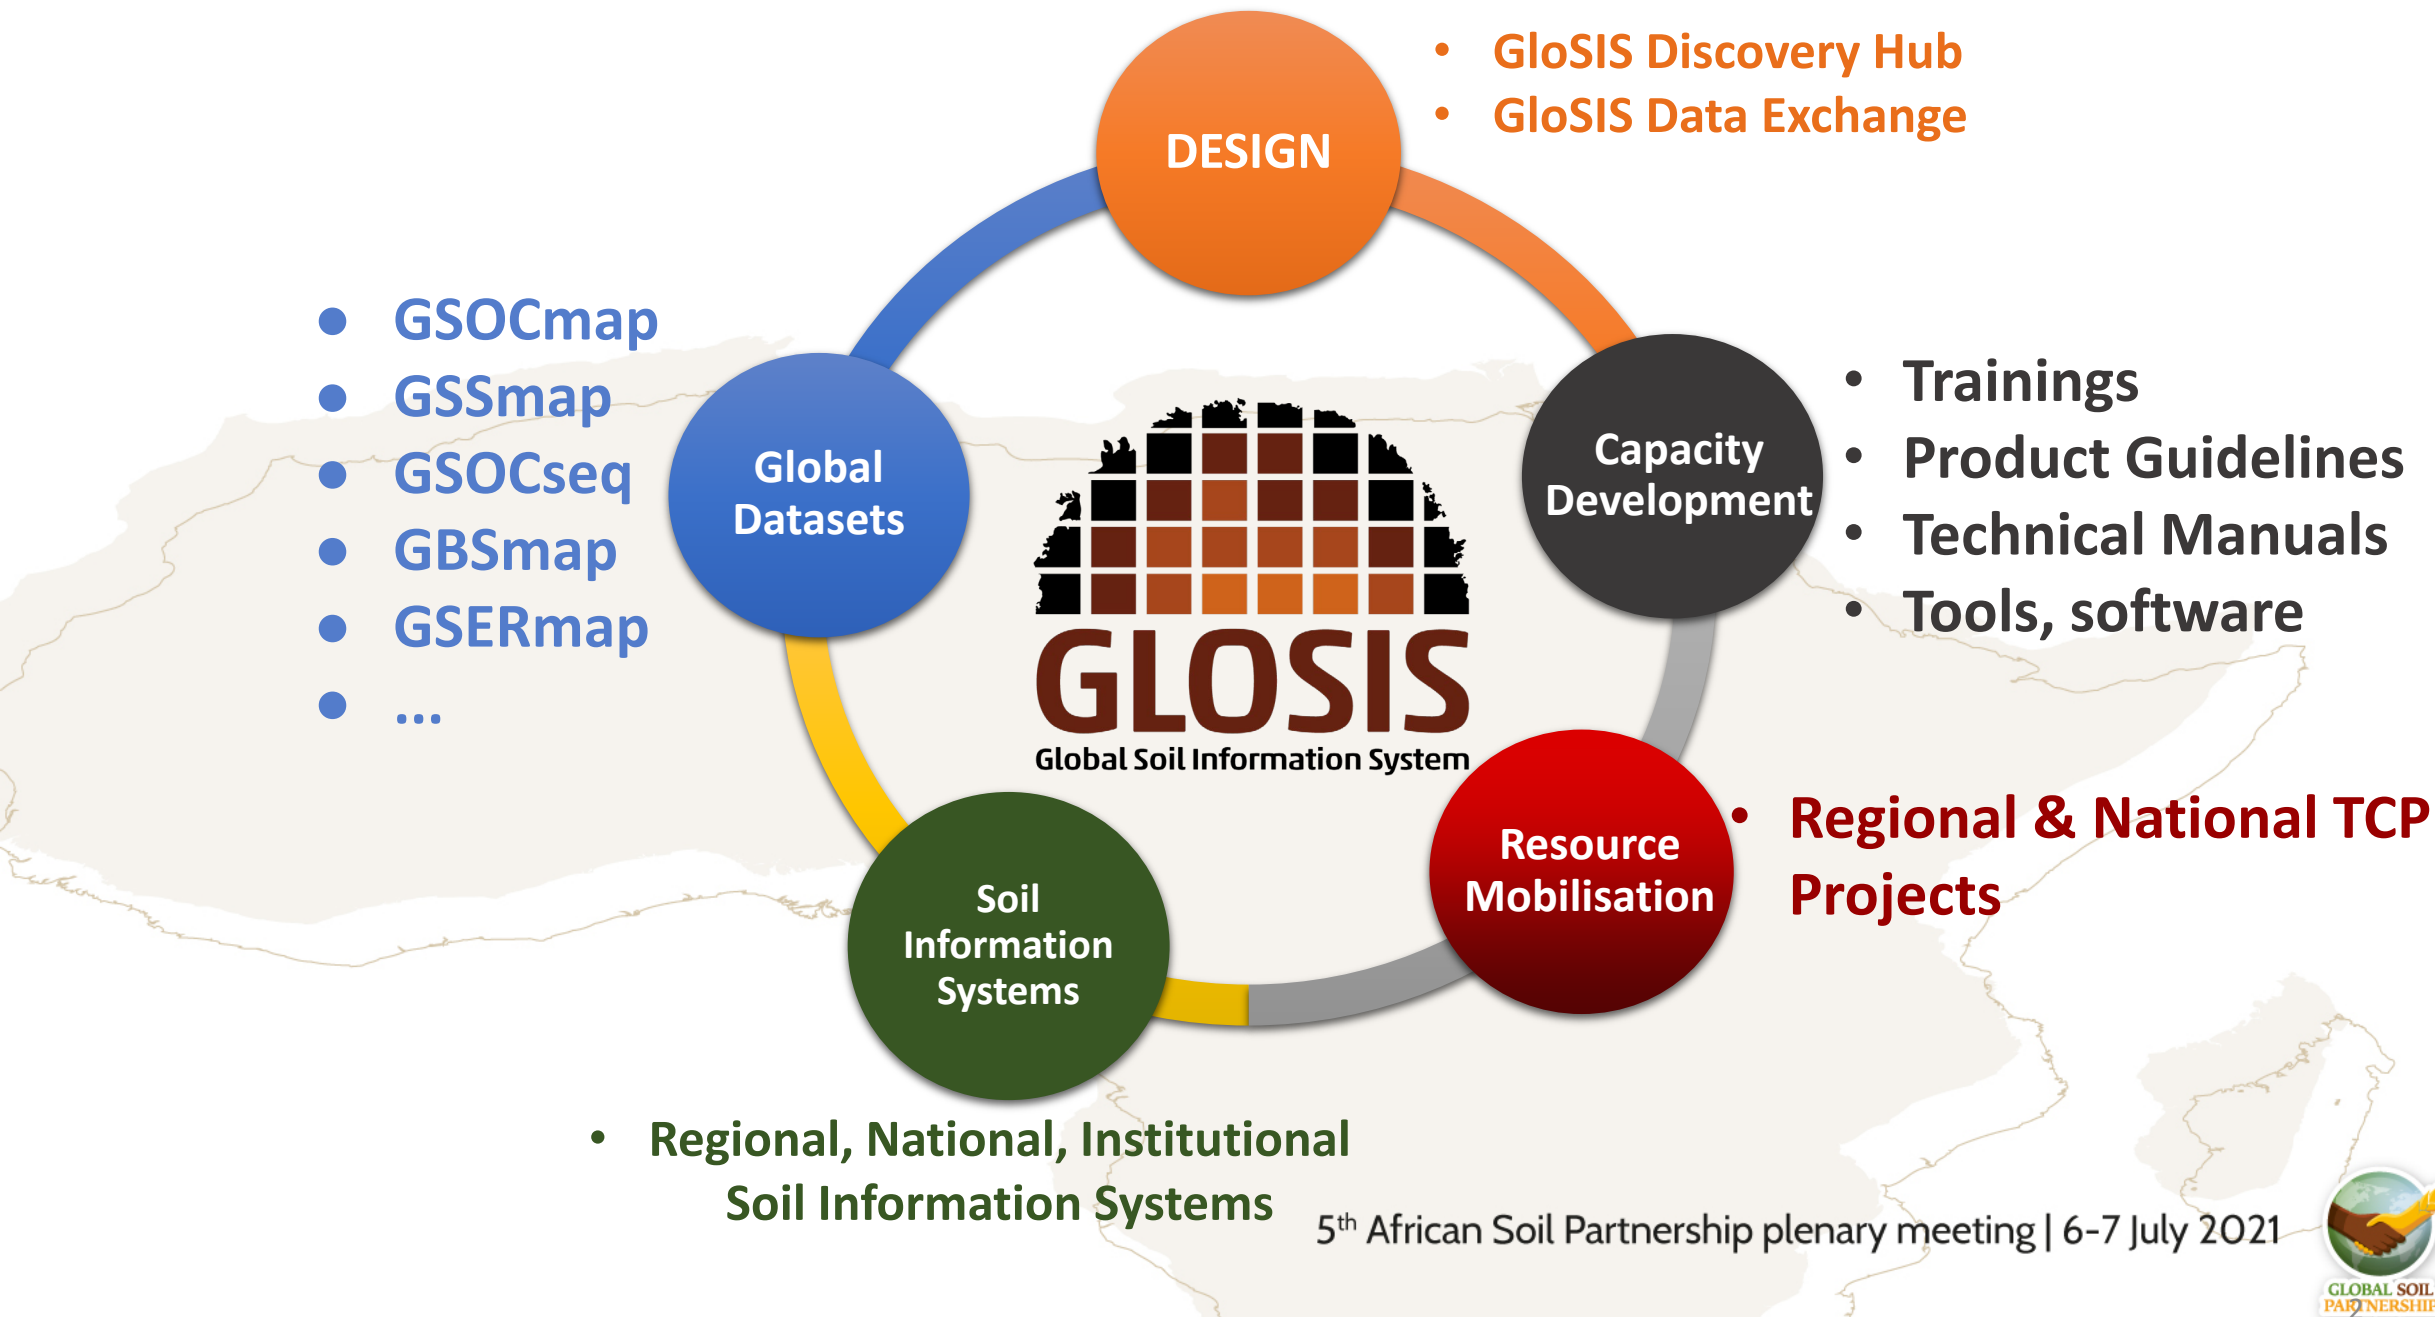 DESIGN
• GloSIS Discovery Hub
• GloSIS Data Exchange
● GSOCmap
● GSSmap
● GSOCseq
● GBSmap
● GSERmap
● ...
Global
Datasets
Capacity
Development
• Trainings
• Product Guidelines
• Technical Manuals
• Tools, software
GLOSIS
Global Soil Information System
Resource
Mobilisation
• Regional & National TCP
Projects
Soil
Information
Systems
• Regional, National, Institutional
Soil Information Systems
5th African Soil Partnership plenary meeting | 6-7 July 2021
GLOBAL SOIL
PARTNERSHIP
2